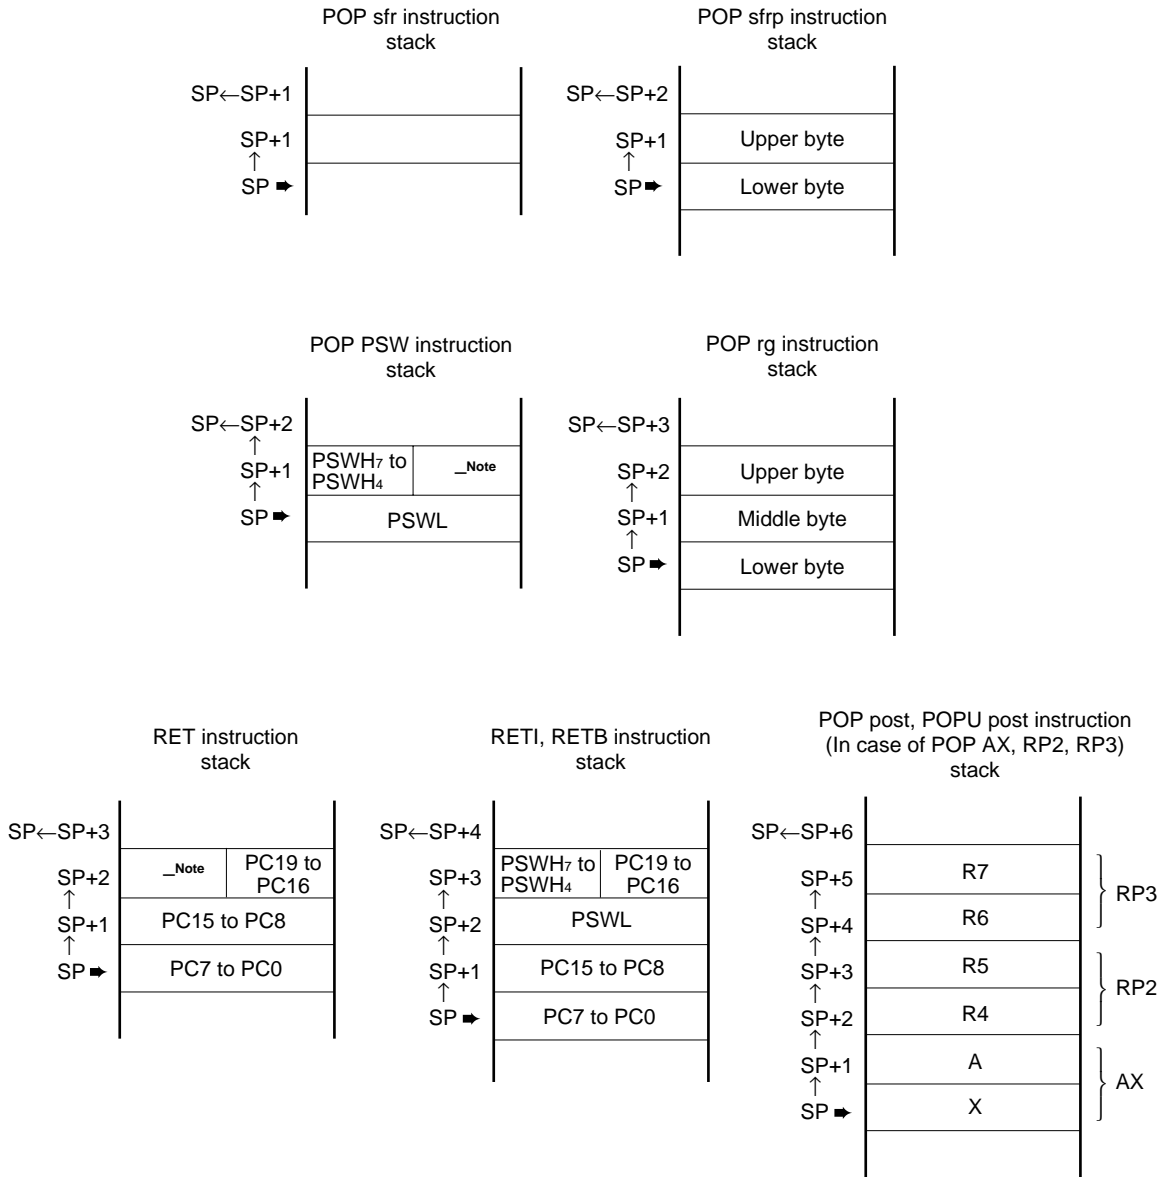 POP sfr instruction
stack
SP←SP+1
SP+1
↑
SP ➨
POP sfrp instruction
stack
SP←SP+2
SP+1
↑
SP ➨
Upper byte
Lower byte
POP PSW instruction
stack
SP←SP+2
↑
SP+1
↑
SP ➨
PSWH7 to
PSWH4
_Note
PSWL
POP rg instruction
stack
SP←SP+3
SP+2
↑
SP+1
↑
SP ➨
Upper byte
Middle byte
Lower byte
RET instruction
stack
SP←SP+3
SP+2
↑
SP+1
↑
SP ➨
_Note
PC19 to
PC16
PC15 to PC8
PC7 to PC0
RETI, RETB instruction
stack
SP←SP+4
SP+3
↑
SP+2
↑
SP+1
↑
SP ➨
PSWH7 to
PSWH4
PC19 to
PC16
PSWL
PC15 to PC8
PC7 to PC0
POP post, POPU post instruction
(In case of POP AX, RP2, RP3)
stack
SP←SP+6
SP+5
↑
SP+4
↑
SP+3
↑
SP+2
↑
SP+1
↑
SP ➨
R7
R6
R5
R4
A
X
RP3
RP2
AX